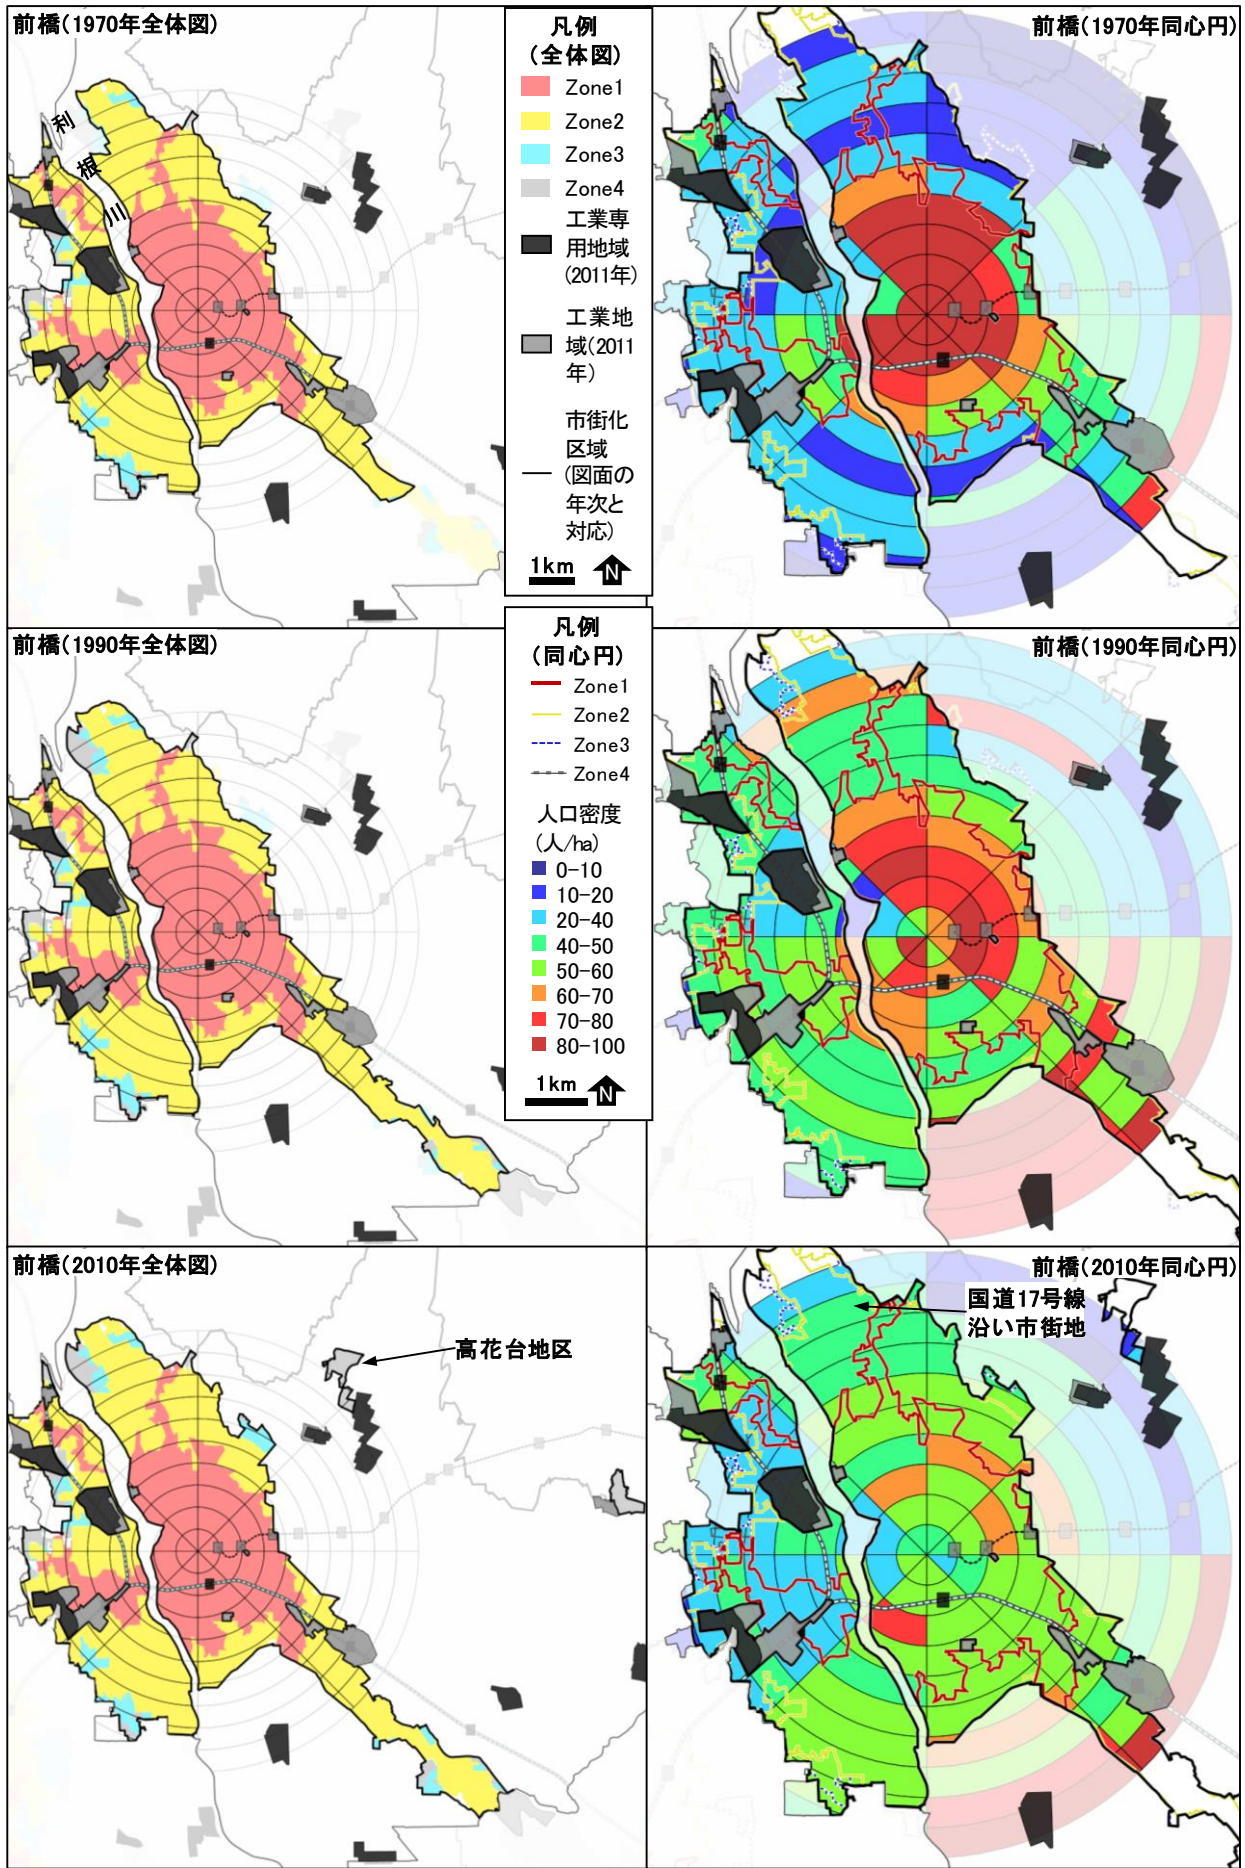 前橋(1970年全体図)
利
根
川
凡例
(全体図)
Zone1
Zone2
Zone3
Zone4
工業専
用地域
(2011年)
工業地
域(2011
年)
市街化
区域
(図面の
年次と
対応)
1km
N
前橋(1970年同心円)
前橋(1990年全体図)
凡例
(同心円)
Zone1
Zone2
Zone3
Zone4
人口密度
(人/ha)
0-10
10-20
20-40
40-50
50-60
60-70
70-80
80-100
1km
N
前橋(1990年同心円)
前橋(2010年全体図)
高花台地区
前橋(2010年同心円)
国道17号線
沿い市街地